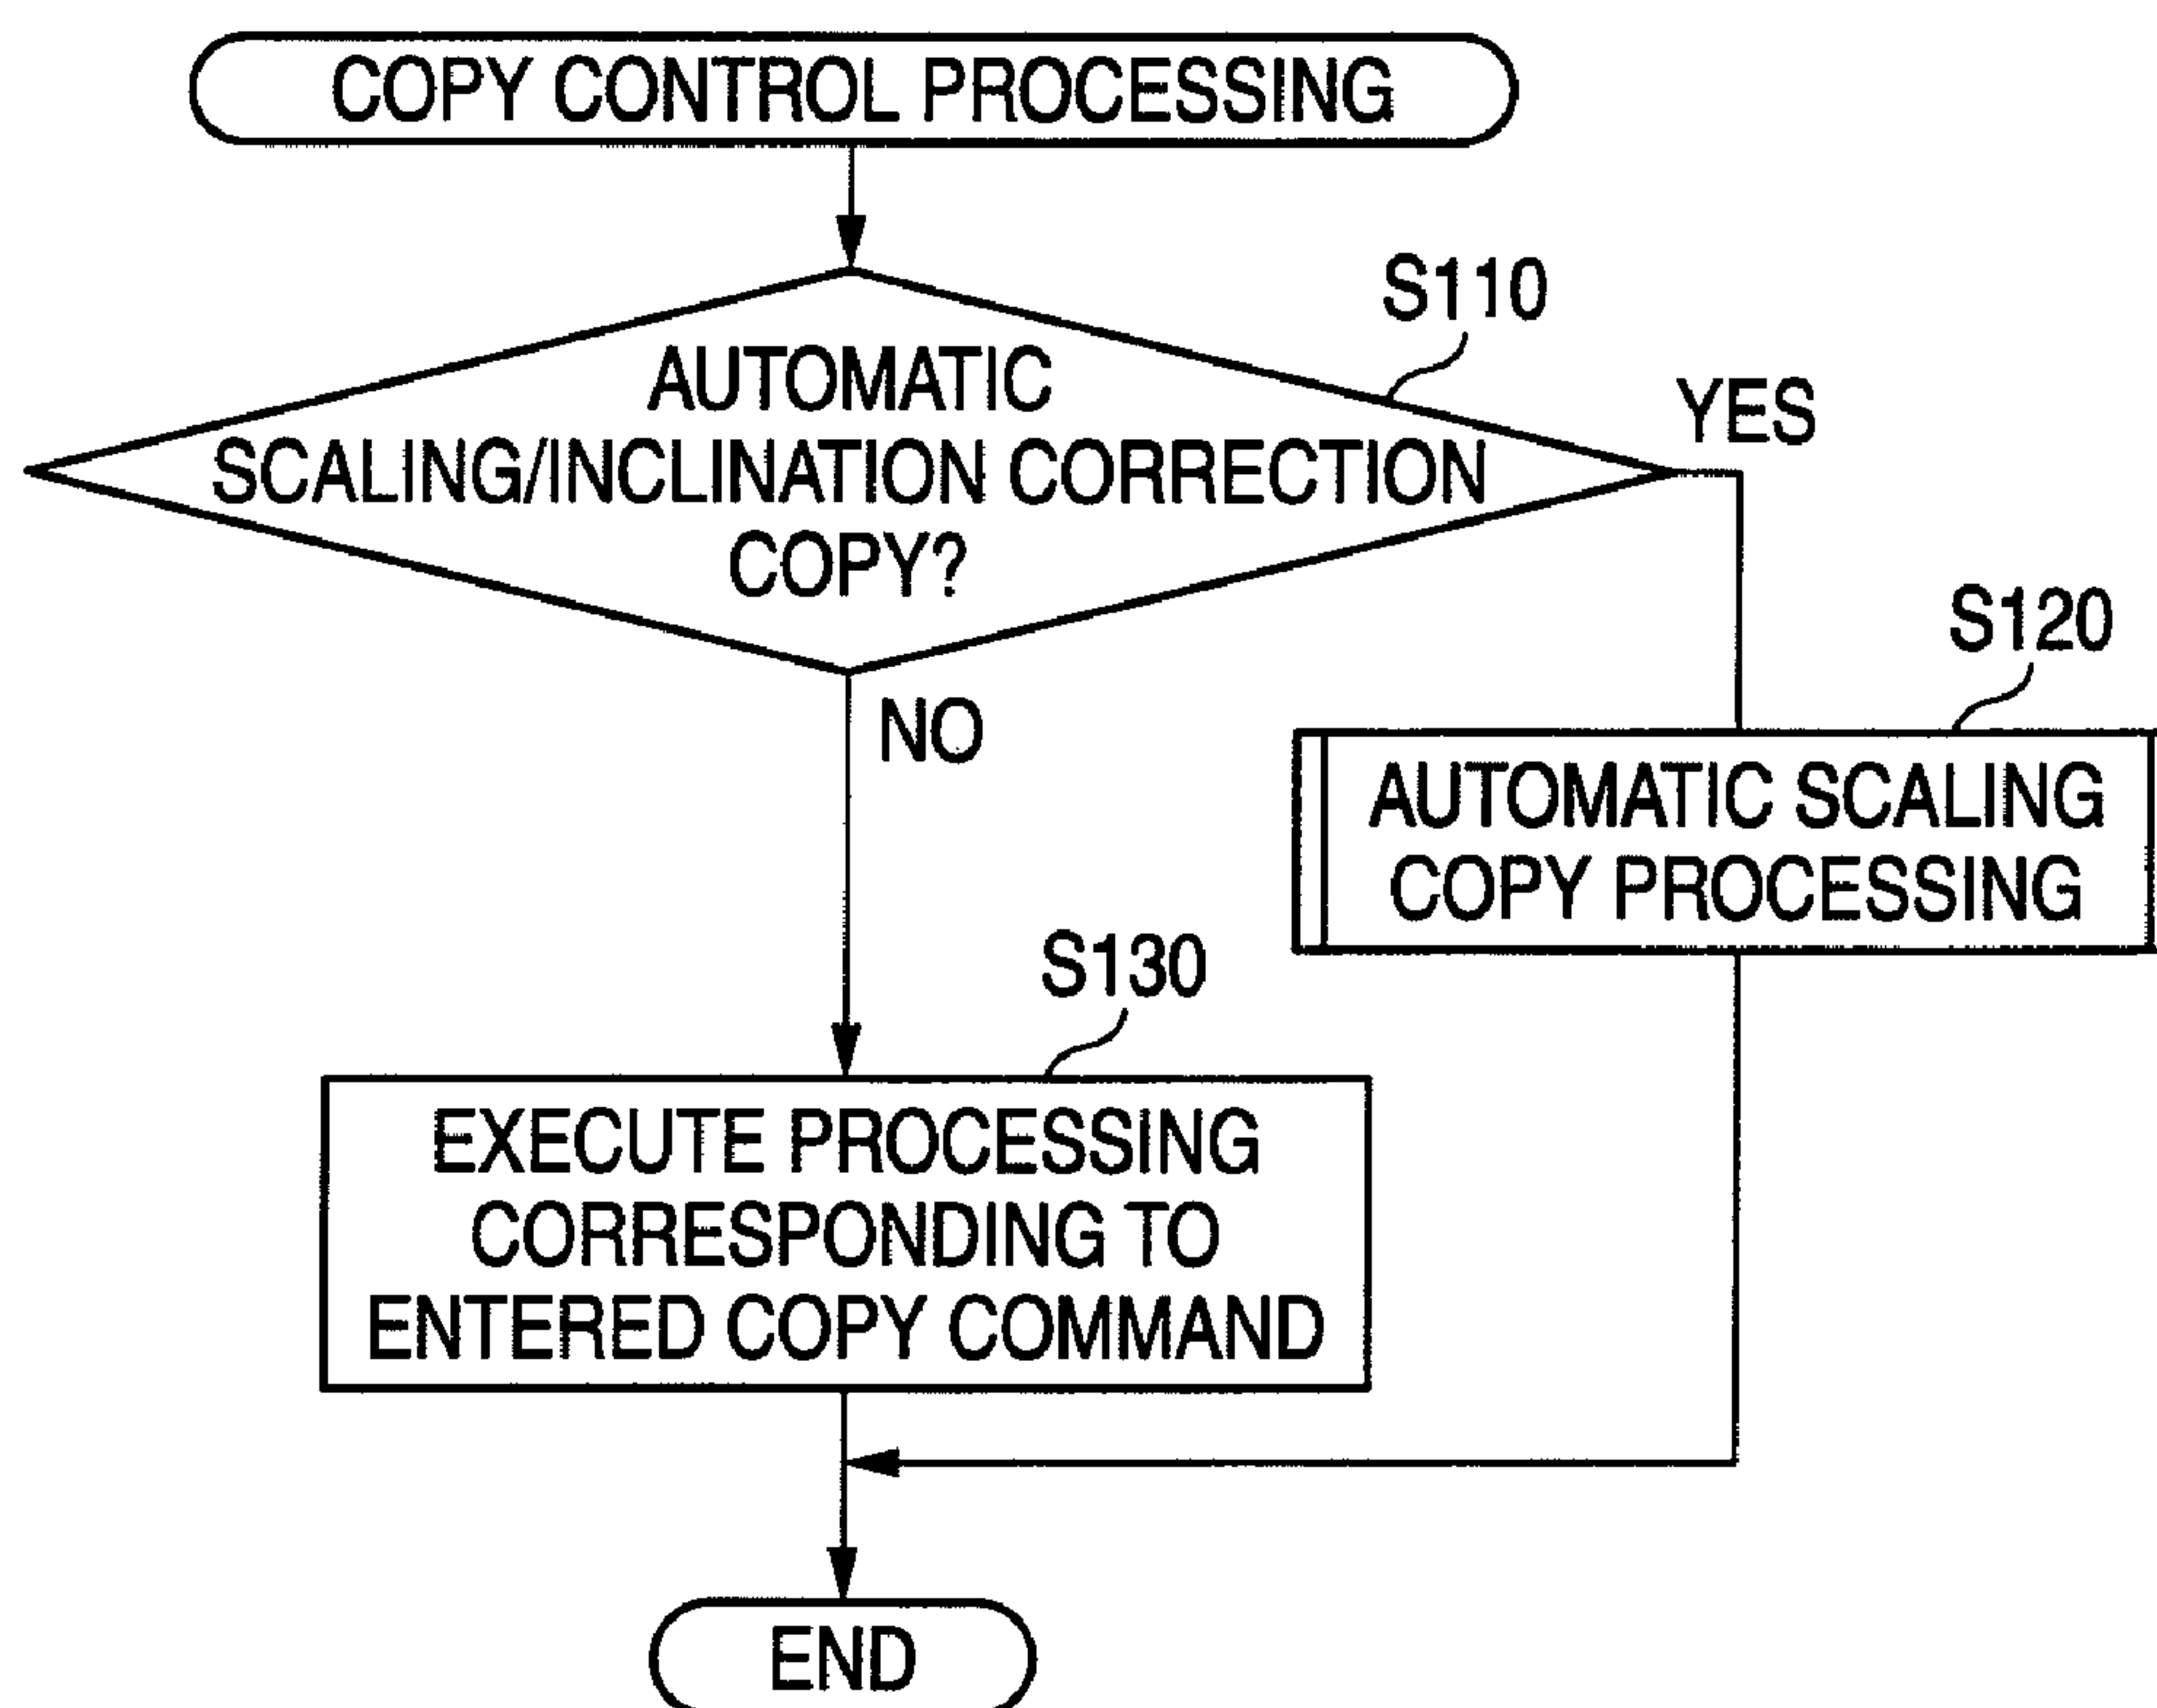 COPY CONTROL PROCESSING
S110
AUTOMATIC
SCALING/INCLINATION CORRECTION
COPY?
YES
NO
S120
AUTOMATIC SCALING
COPY PROCESSING
S130
EXECUTE PROCESSING
CORRESPONDING TO
ENTERED COPY COMMAND
END